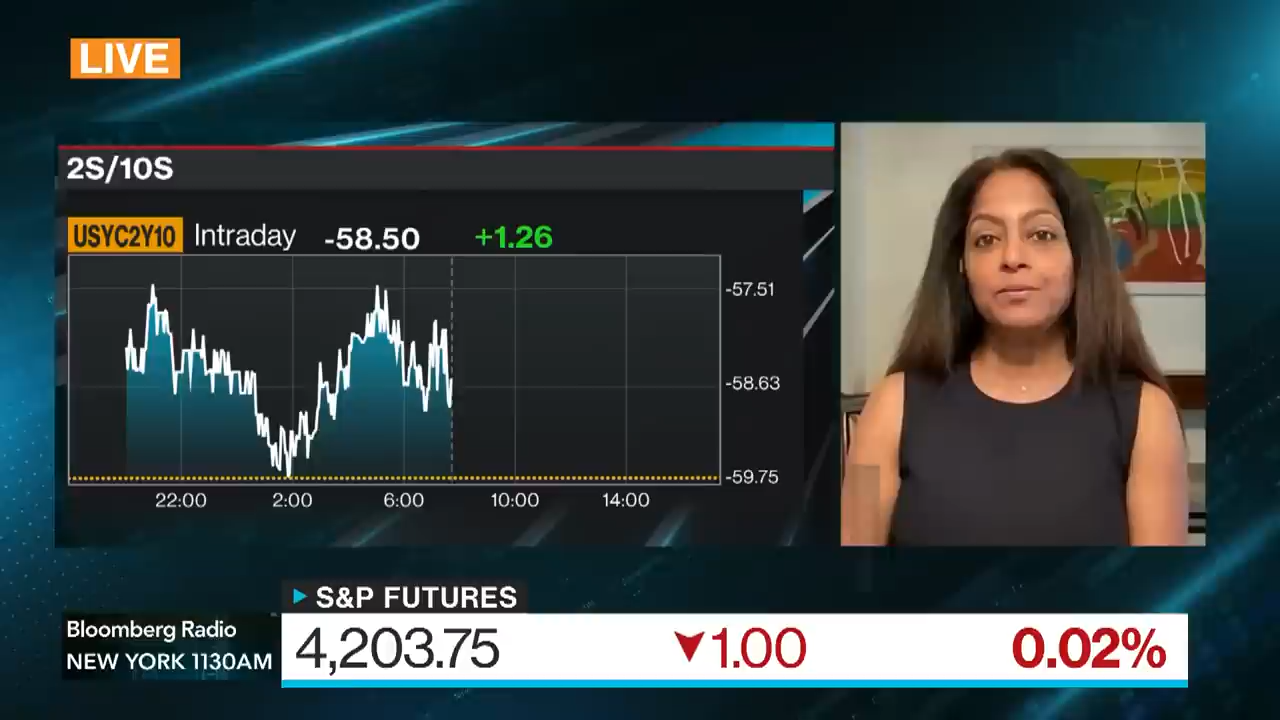 LIVE
2S/10S
USYC2Y10 Intraday -58.50 +1.26
-57.51
-58.63
-59.75
22:00 2:00 6:00 10:00 14:00
S&P FUTURES
Bloomberg Radio
NEW YORK 1130AM
4,203.75 ▼1.00 0.02%